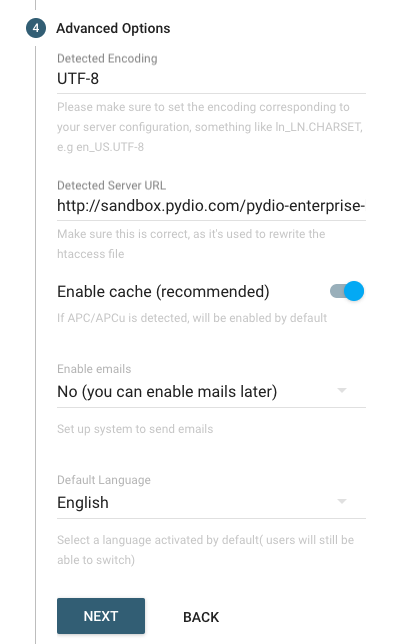 4 Advanced Options
Detected Encoding
UTF-8
Please make sure to set the encoding corresponding to
your server configuration, something like ln_LN.CHARSET,
e.g en_US.UTF-8
Detected Server URL
http://sandbox.pydio.com/pydio-enterprise-
Make sure this is correct, as it's used to rewrite the
htaccess file
Enable cache (recommended)
If APC/APCu is detected, will be enabled by default
Enable emails
No (you can enable mails later)
Set up system to send emails
Default Language
English
Select a language activated by default( users will still be
able to switch)
NEXT BACK